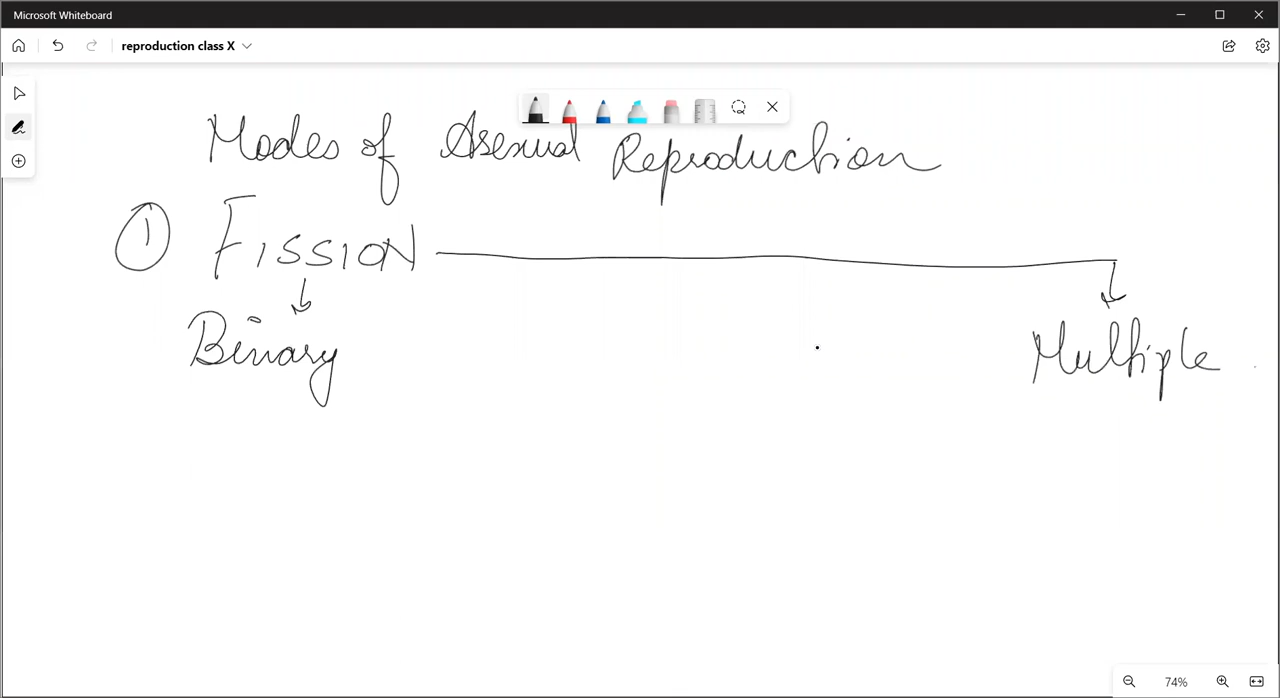 Microsoft Whiteboard
reproduction class X
Modes of Asexual Reproduction
① FISSION
Binary Multiple
74%